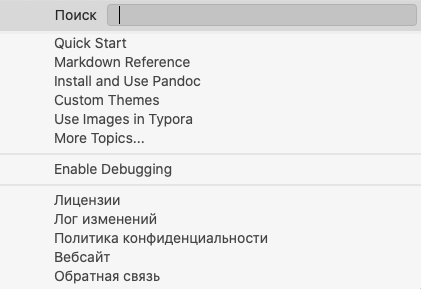 Поиск
Quick Start
Markdown Reference
Install and Use Pandoc
Custom Themes
Use Images in Typora
More Topics...
Enable Debugging
Лицензии
Лог изменений
Политика конфиденциальности
Вебсайт
Обратная связь